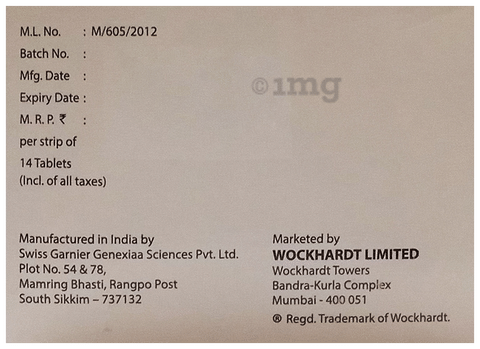 M.L. No. : M/605/2012
Batch No. :
Mfg. Date :
Expiry Date :
M. R. P. ₹ :
per strip of
14 Tablets
(Incl. of all taxes)
©1mg
Manufactured in India by
Swiss Garnier Genexiaa Sciences Pvt. Ltd.
Plot No. 54 & 78,
Mamring Bhasti, Rangpo Post
South Sikkim – 737132
Marketed by
WOCKHARDT LIMITED
Wockhardt Towers
Bandra-Kurla Complex
Mumbai - 400 051
® Regd. Trademark of Wockhardt.